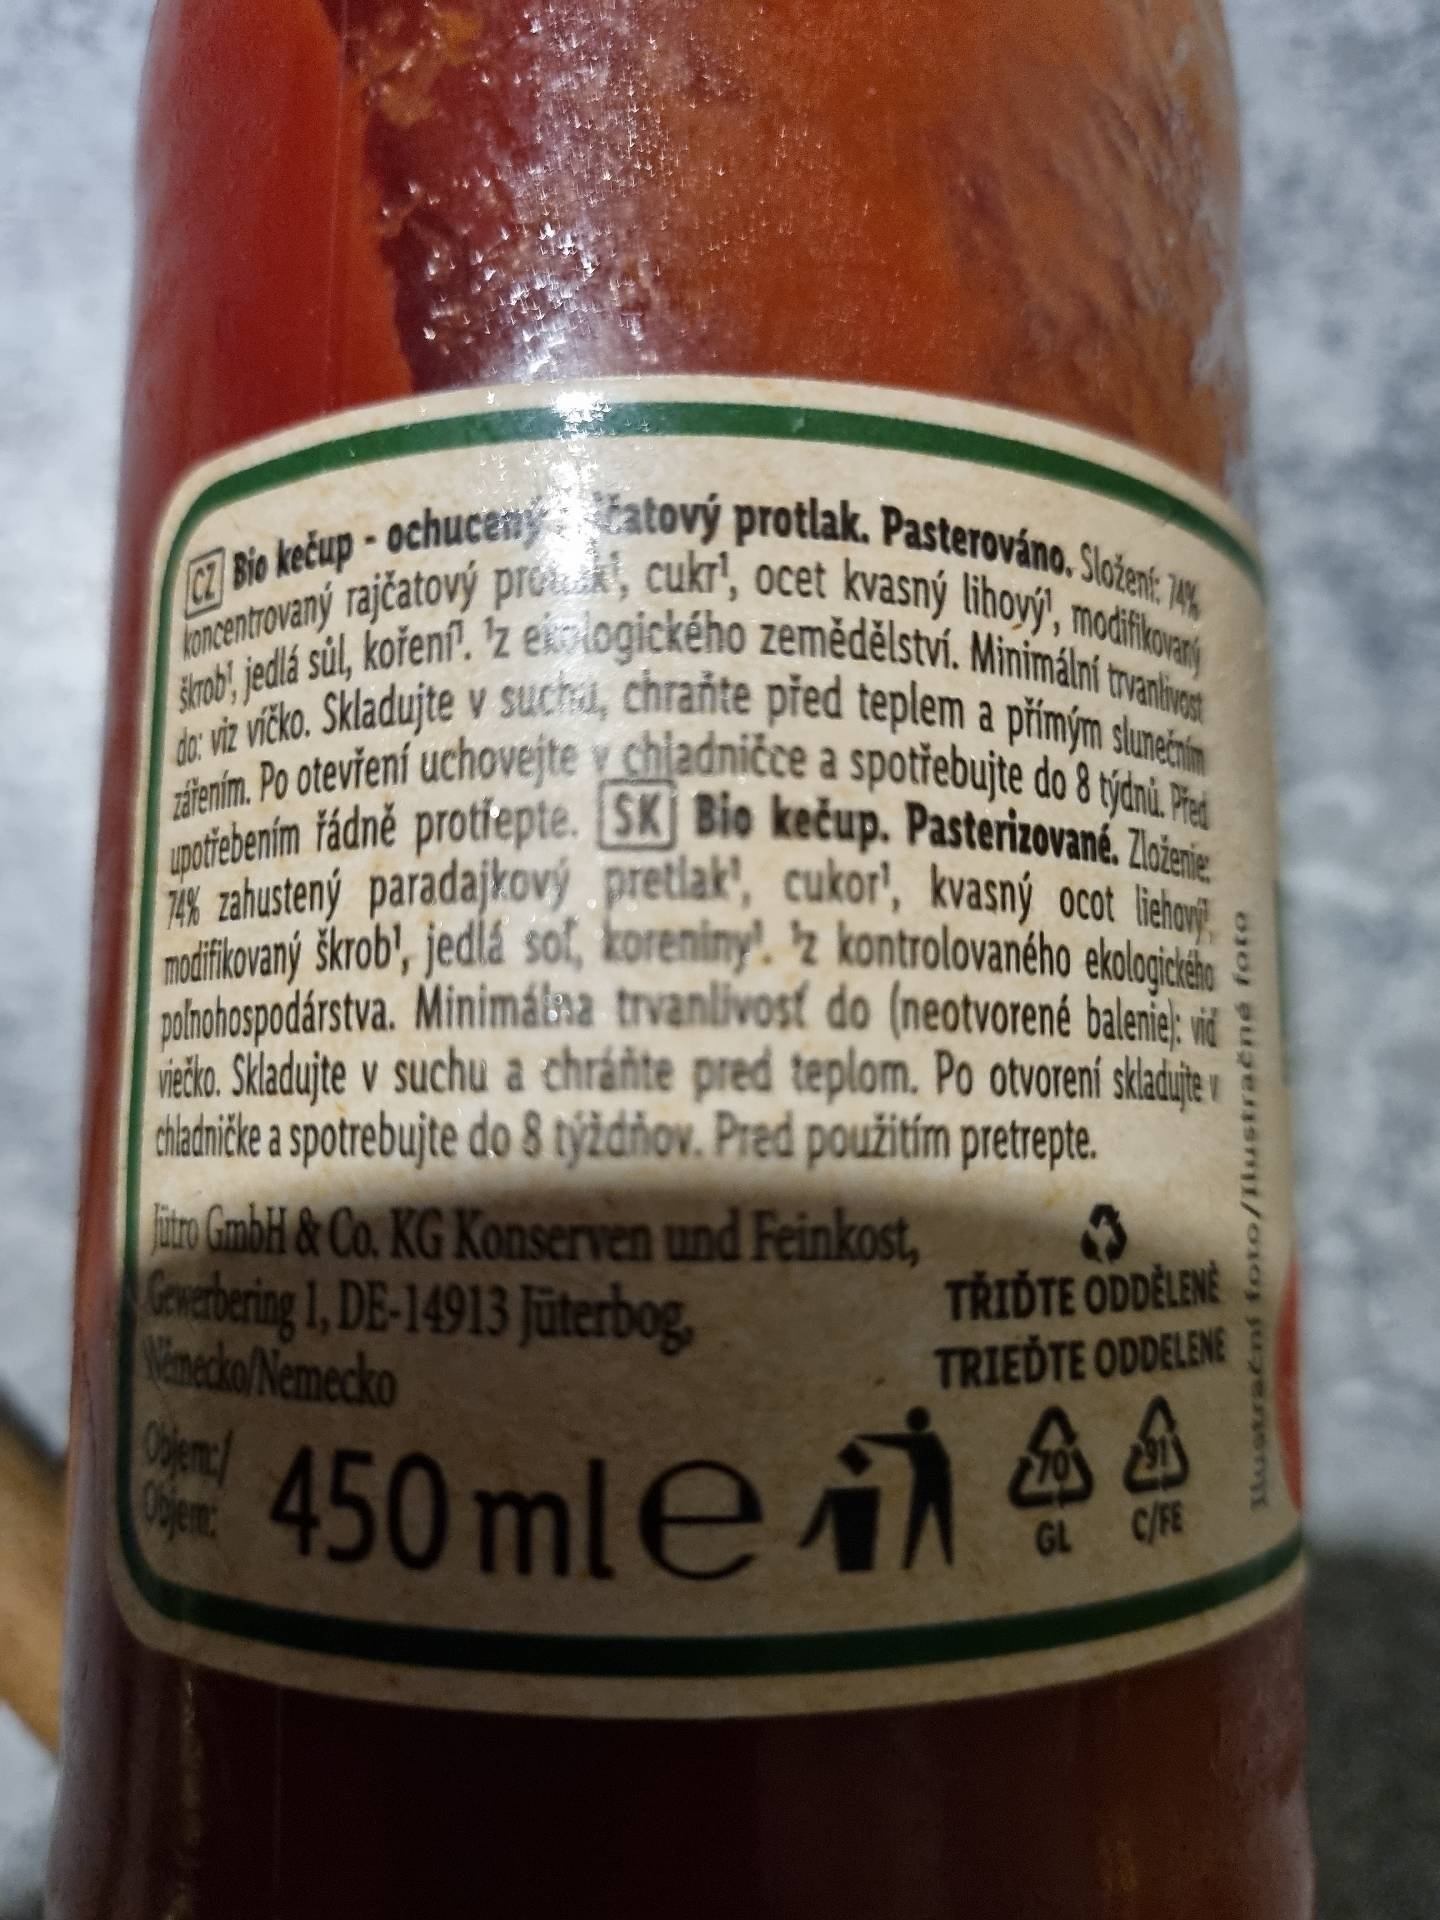 CZ Bio kečup - ochucený protlak. Pasterováno. Složení: 74%
koncentrovaný rajčatový protlak¹, cukr¹, ocet kvasný lihový¹, modifikovaný
škrob¹, jedlá sůl, koření¹. ¹z ekologického zemědělství. Minimální trvanlivost
do: viz víčko. Skladujte v suchu, chraňte před teplem a přímým slunečním
zářením. Po otevření uchovejte v chladničce a spotřebujte do 8 týdnů. Před
upotřebením řádně protřepte. SK Bio kečup. Pasterizované. Zloženie:
74% zahustený paradajkový pretlak¹, cukor¹, kvasný ocot liehový¹,
modifikovaný škrob¹, jedlá soľ, koreniny¹. ¹z kontrolovaného ekologického
poľnohospodárstva. Minimálna trvanlivosť do (neotvorené balenie): viď
viečko. Skladujte v suchu a chráňte pred teplom. Po otvorení skladujte v
chladničke a spotrebujte do 8 týždňov. Pred použitím pretrepte.
Jütro GmbH & Co. KG Konserven und Feinkost,
Gewerbering 1, DE-14913 Jüterbog,
Německo/Nemecko
TŘIĎTE ODDĚLENĚ
TRIEĎTE ODDELENE
Objem:/
Objem:
450 ml e
70
GL
91
C/FE
Ilustrační foto/Ilustračné foto